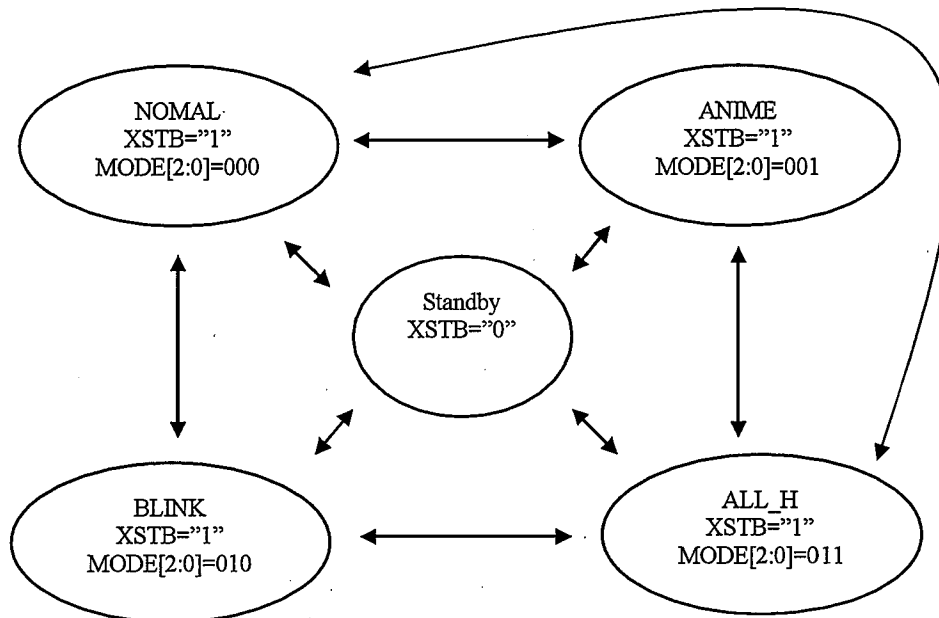 NOMAL
XSTB="1"
MODE[2:0]=000
ANIME
XSTB="1"
MODE[2:0]=001
Standby
XSTB="0"
BLINK
XSTB="1"
MODE[2:0]=010
ALL_H
XSTB="1"
MODE[2:0]=011